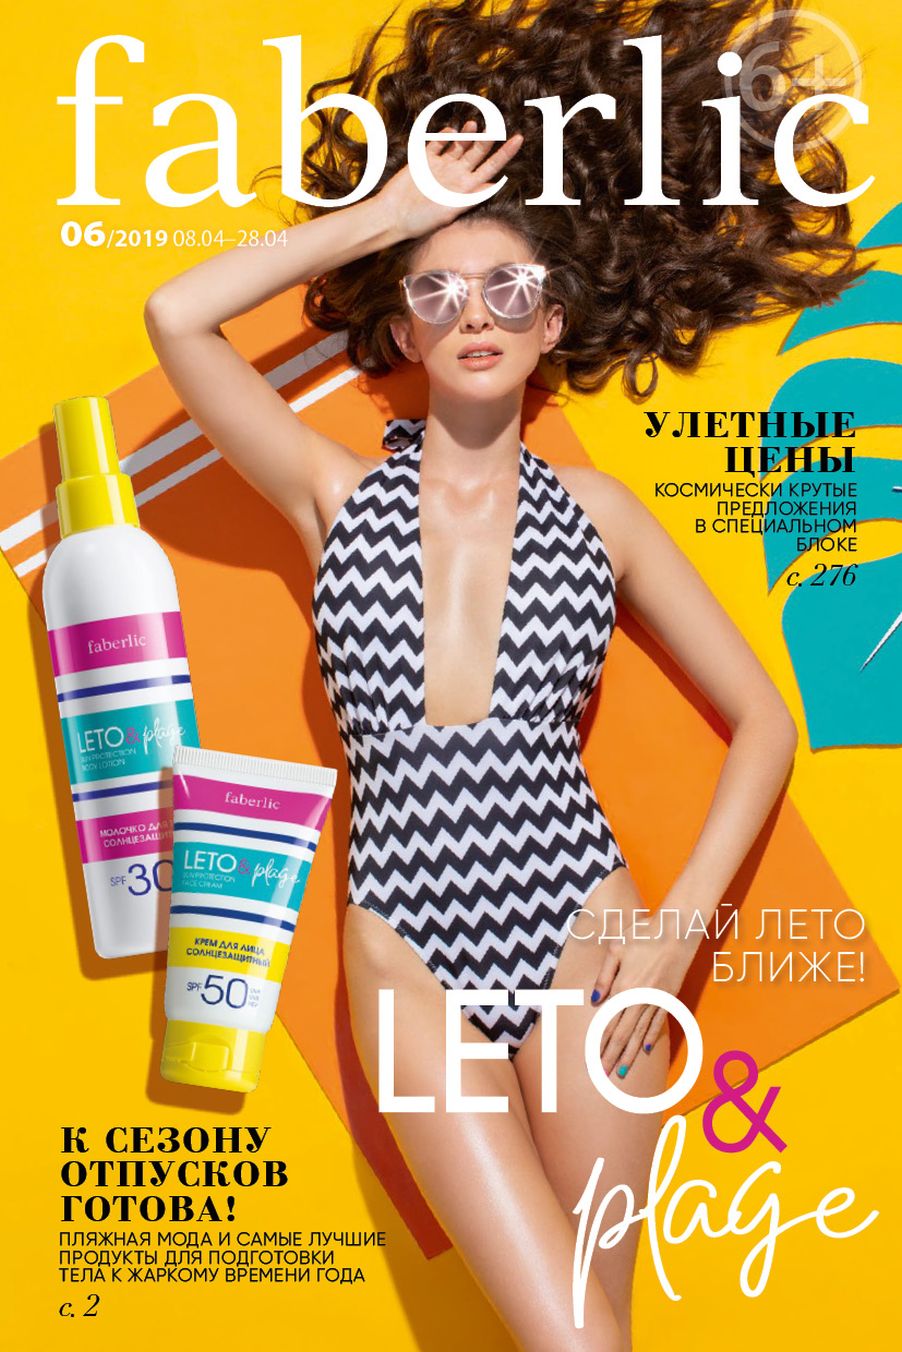 faberlic
6+
06/2019 08.04–28.04
УЛЕТНЫЕ
ЦЕНЫ
КОСМИЧЕСКИ КРУТЫЕ
ПРЕДЛОЖЕНИЯ
В СПЕЦИАЛЬНОМ
БЛОКЕ
с. 276
faberlic
LETO & plage
SUN PROTECTION
BODY LOTION
МОЛОЧКО ДЛЯ
СОЛНЦЕЗАЩИТ
SPF 30
faberlic
LETO & plage
SUN PROTECTION
FACE CREAM
КРЕМ ДЛЯ ЛИЦА
СОЛНЦЕЗАЩИТНЫЙ
SPF 50
СДЕЛАЙ ЛЕТО
БЛИЖЕ!
LETO
&
plage
К СЕЗОНУ
ОТПУСКОВ
ГОТОВА!
ПЛЯЖНАЯ МОДА И САМЫЕ ЛУЧШИЕ
ПРОДУКТЫ ДЛЯ ПОДГОТОВКИ
ТЕЛА К ЖАРКОМУ ВРЕМЕНИ ГОДА
с. 2